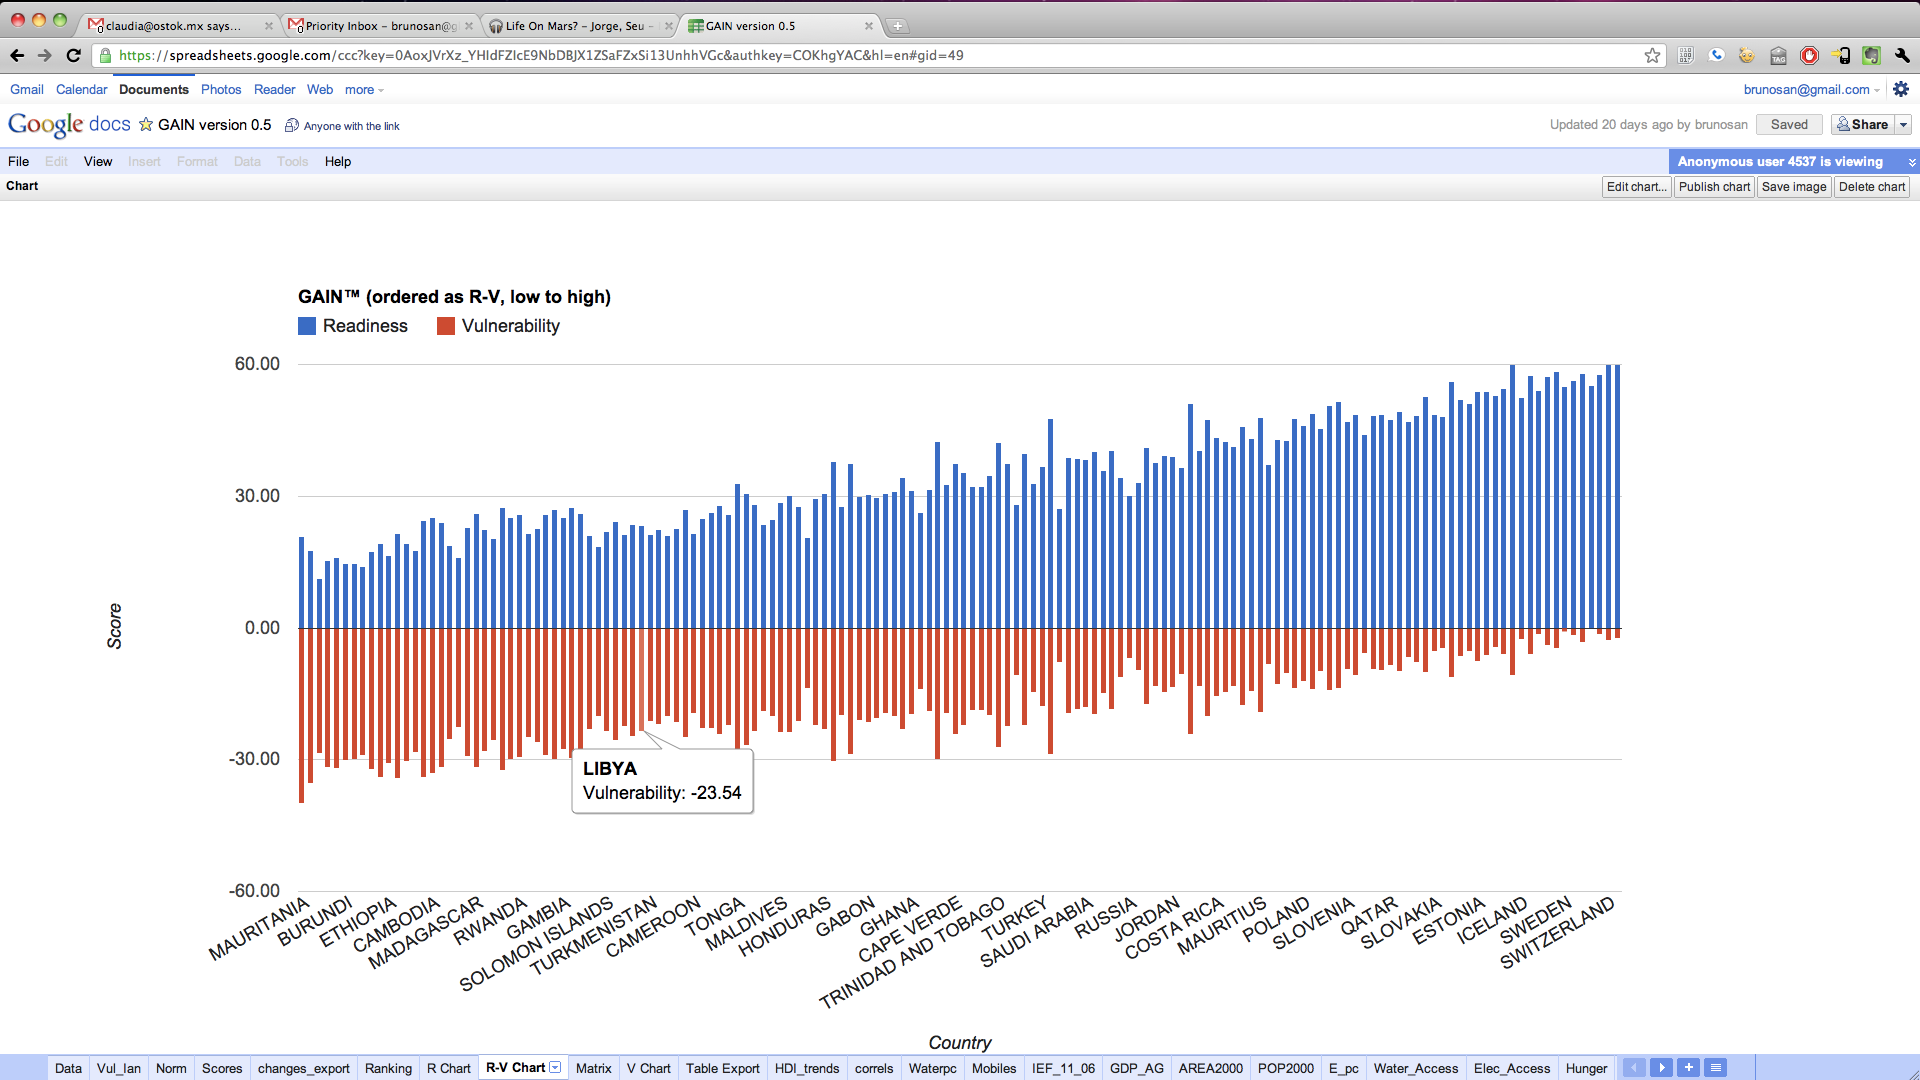 claudia@ostok.mx says...
Priority Inbox – brunosan@g
Life On Mars? – Jorge, Seu –
GAIN version 0.5
https://spreadsheets.google.com/ccc?key=0AoxJVrXz_YHIdFZIcE9NbDBJX1ZSaFZxSi13UnhhVGc&authkey=COKhgYAC&hl=en#gid=49
Gmail Calendar Documents Photos Reader Web more
brunosan@gmail.com
Google docs GAIN version 0.5 Anyone with the link
Updated 20 days ago by brunosan Saved Share
File Edit View Insert Format Data Tools Help
Anonymous user 4537 is viewing
Chart
Edit chart... Publish chart Save image Delete chart
GAIN™ (ordered as R-V, low to high)
Readiness Vulnerability
60.00
30.00
0.00
-30.00
-60.00
Score
LIBYA
Vulnerability: -23.54
MAURITANIA
BURUNDI
ETHIOPIA
CAMBODIA
MADAGASCAR
RWANDA
GAMBIA
SOLOMON ISLANDS
TURKMENISTAN
CAMEROON
TONGA
MALDIVES
HONDURAS
GABON
GHANA
CAPE VERDE
TRINIDAD AND TOBAGO
TURKEY
SAUDI ARABIA
RUSSIA
JORDAN
COSTA RICA
MAURITIUS
POLAND
SLOVENIA
QATAR
SLOVAKIA
ESTONIA
ICELAND
SWEDEN
SWITZERLAND
Country
Data Vul_Ian Norm Scores changes_export Ranking R Chart R-V Chart Matrix V Chart Table Export HDI_trends correls Waterpc Mobiles IEF_11_06 GDP_AG AREA2000 POP2000 E_pc Water_Access Elec_Access Hunger